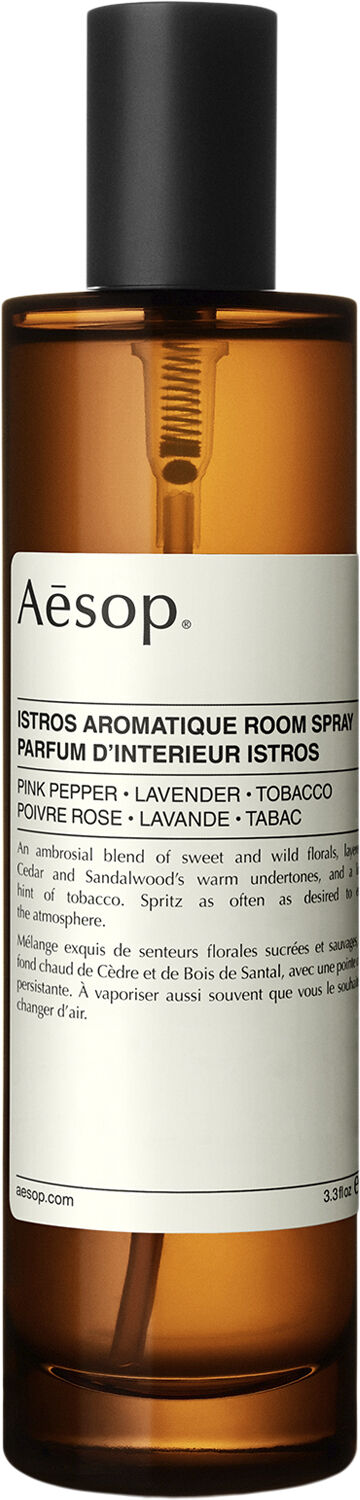 Aēsop.®
ISTROS AROMATIQUE ROOM SPRAY
PARFUM D'INTERIEUR ISTROS
PINK PEPPER • LAVENDER • TOBACCO
POIVRE ROSE • LAVANDE • TABAC
An ambrosial blend of sweet and wild florals,
Cedar and Sandalwood's warm undertones, and a
hint of tobacco. Spritz as often as desired to
the atmosphere.
Mélange exquis de senteurs florales sucrées et sauvages
fond chaud de Cèdre et de Bois de Santal, avec une pointe
persistante. À vaporiser aussi souvent que vous le
changer d'air.
aesop.com
3.3 fl oz